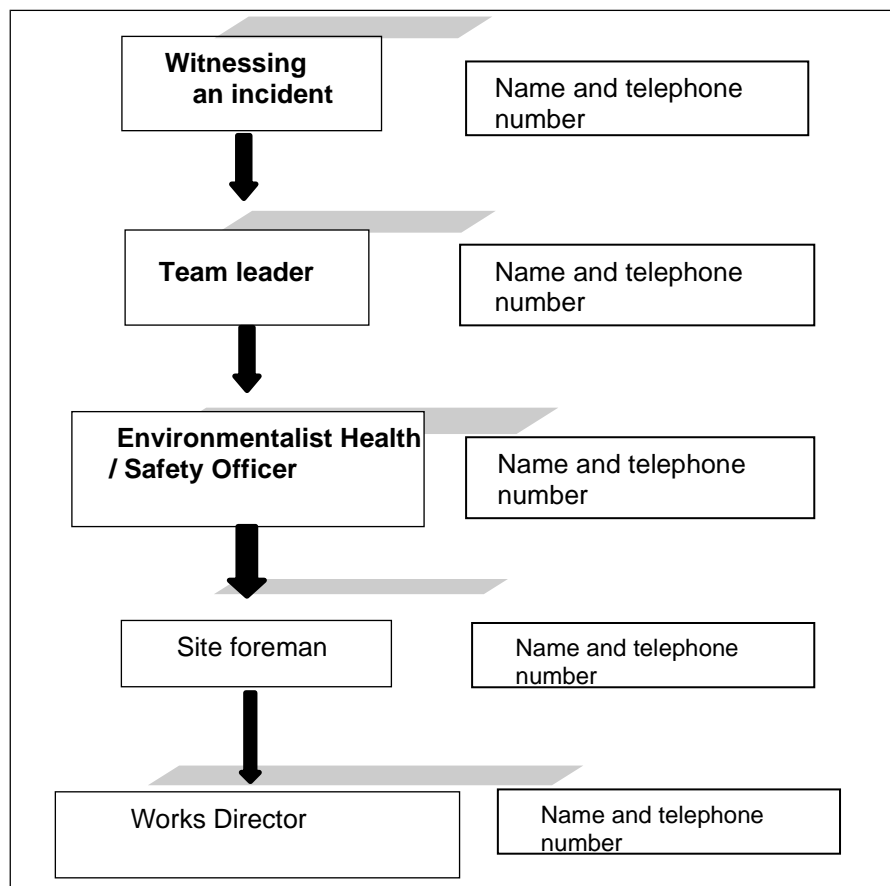 Witnessing
an incident
Name and telephone
number
Team leader
Name and telephone
number
Environmentalist Health
/ Safety Officer
Name and telephone
number
Site foreman
Name and telephone
number
Works Director
Name and telephone
number